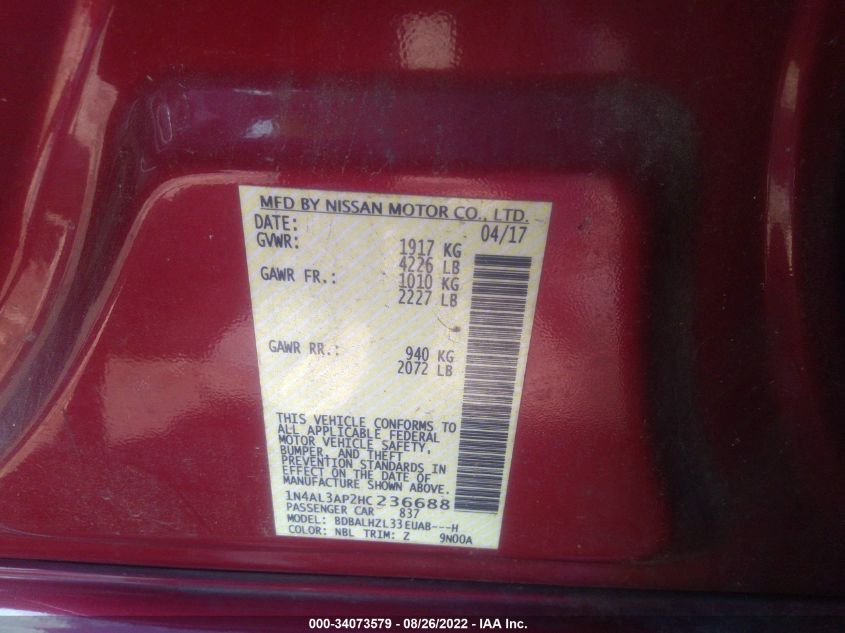 MFD BY NISSAN MOTOR CO., LTD.
DATE: 04/17
GVWR: 1917 KG
4226 LB
GAWR FR.: 1010 KG
2227 LB
GAWR RR.: 940 KG
2072 LB
THIS VEHICLE CONFORMS TO
ALL APPLICABLE FEDERAL
MOTOR VEHICLE SAFETY,
BUMPER, AND THEFT
PREVENTION STANDARDS IN
EFFECT ON THE DATE OF
MANUFACTURE SHOWN ABOVE.
1N4AL3AP2HC236688
PASSENGER CAR 837
MODEL: BDBALHZL33EUAB---H
COLOR: NBL TRIM: Z 9N00A
000-34073579 - 08/26/2022 - IAA Inc.